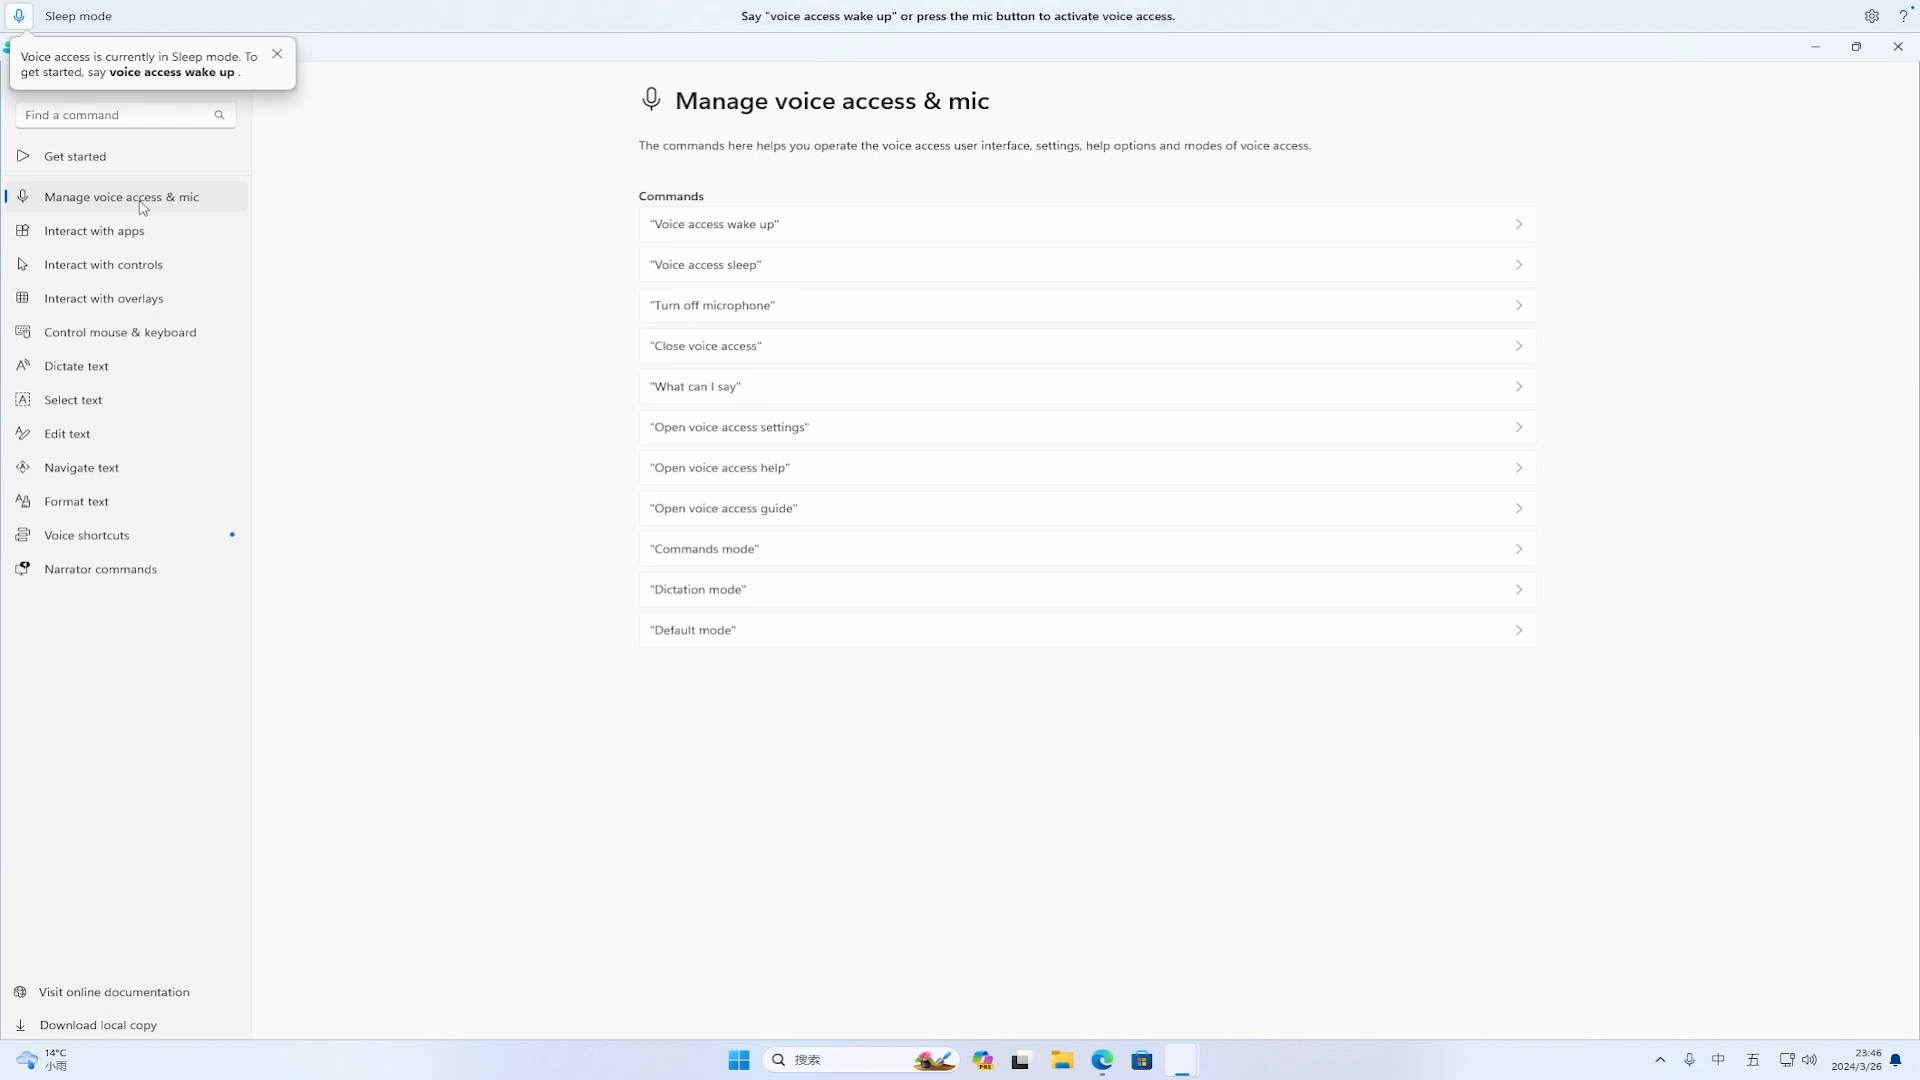 Sleep mode
Say "voice access wake up" or press the mic button to activate voice access.
Voice access is currently in Sleep mode. To
get started, say voice access wake up .
Find a command
Get started
Manage voice access & mic
Interact with apps
Interact with controls
Interact with overlays
Control mouse & keyboard
Dictate text
Select text
Edit text
Navigate text
Format text
Voice shortcuts
Narrator commands
Visit online documentation
Download local copy
Manage voice access & mic
The commands here helps you operate the voice access user interface, settings, help options and modes of voice access.
Commands
"Voice access wake up"
"Voice access sleep"
"Turn off microphone"
"Close voice access"
"What can I say"
"Open voice access settings"
"Open voice access help"
"Open voice access guide"
"Commands mode"
"Dictation mode"
"Default mode"
14°C
小雨
搜索
PRE
中
五
23:46
2024/3/26